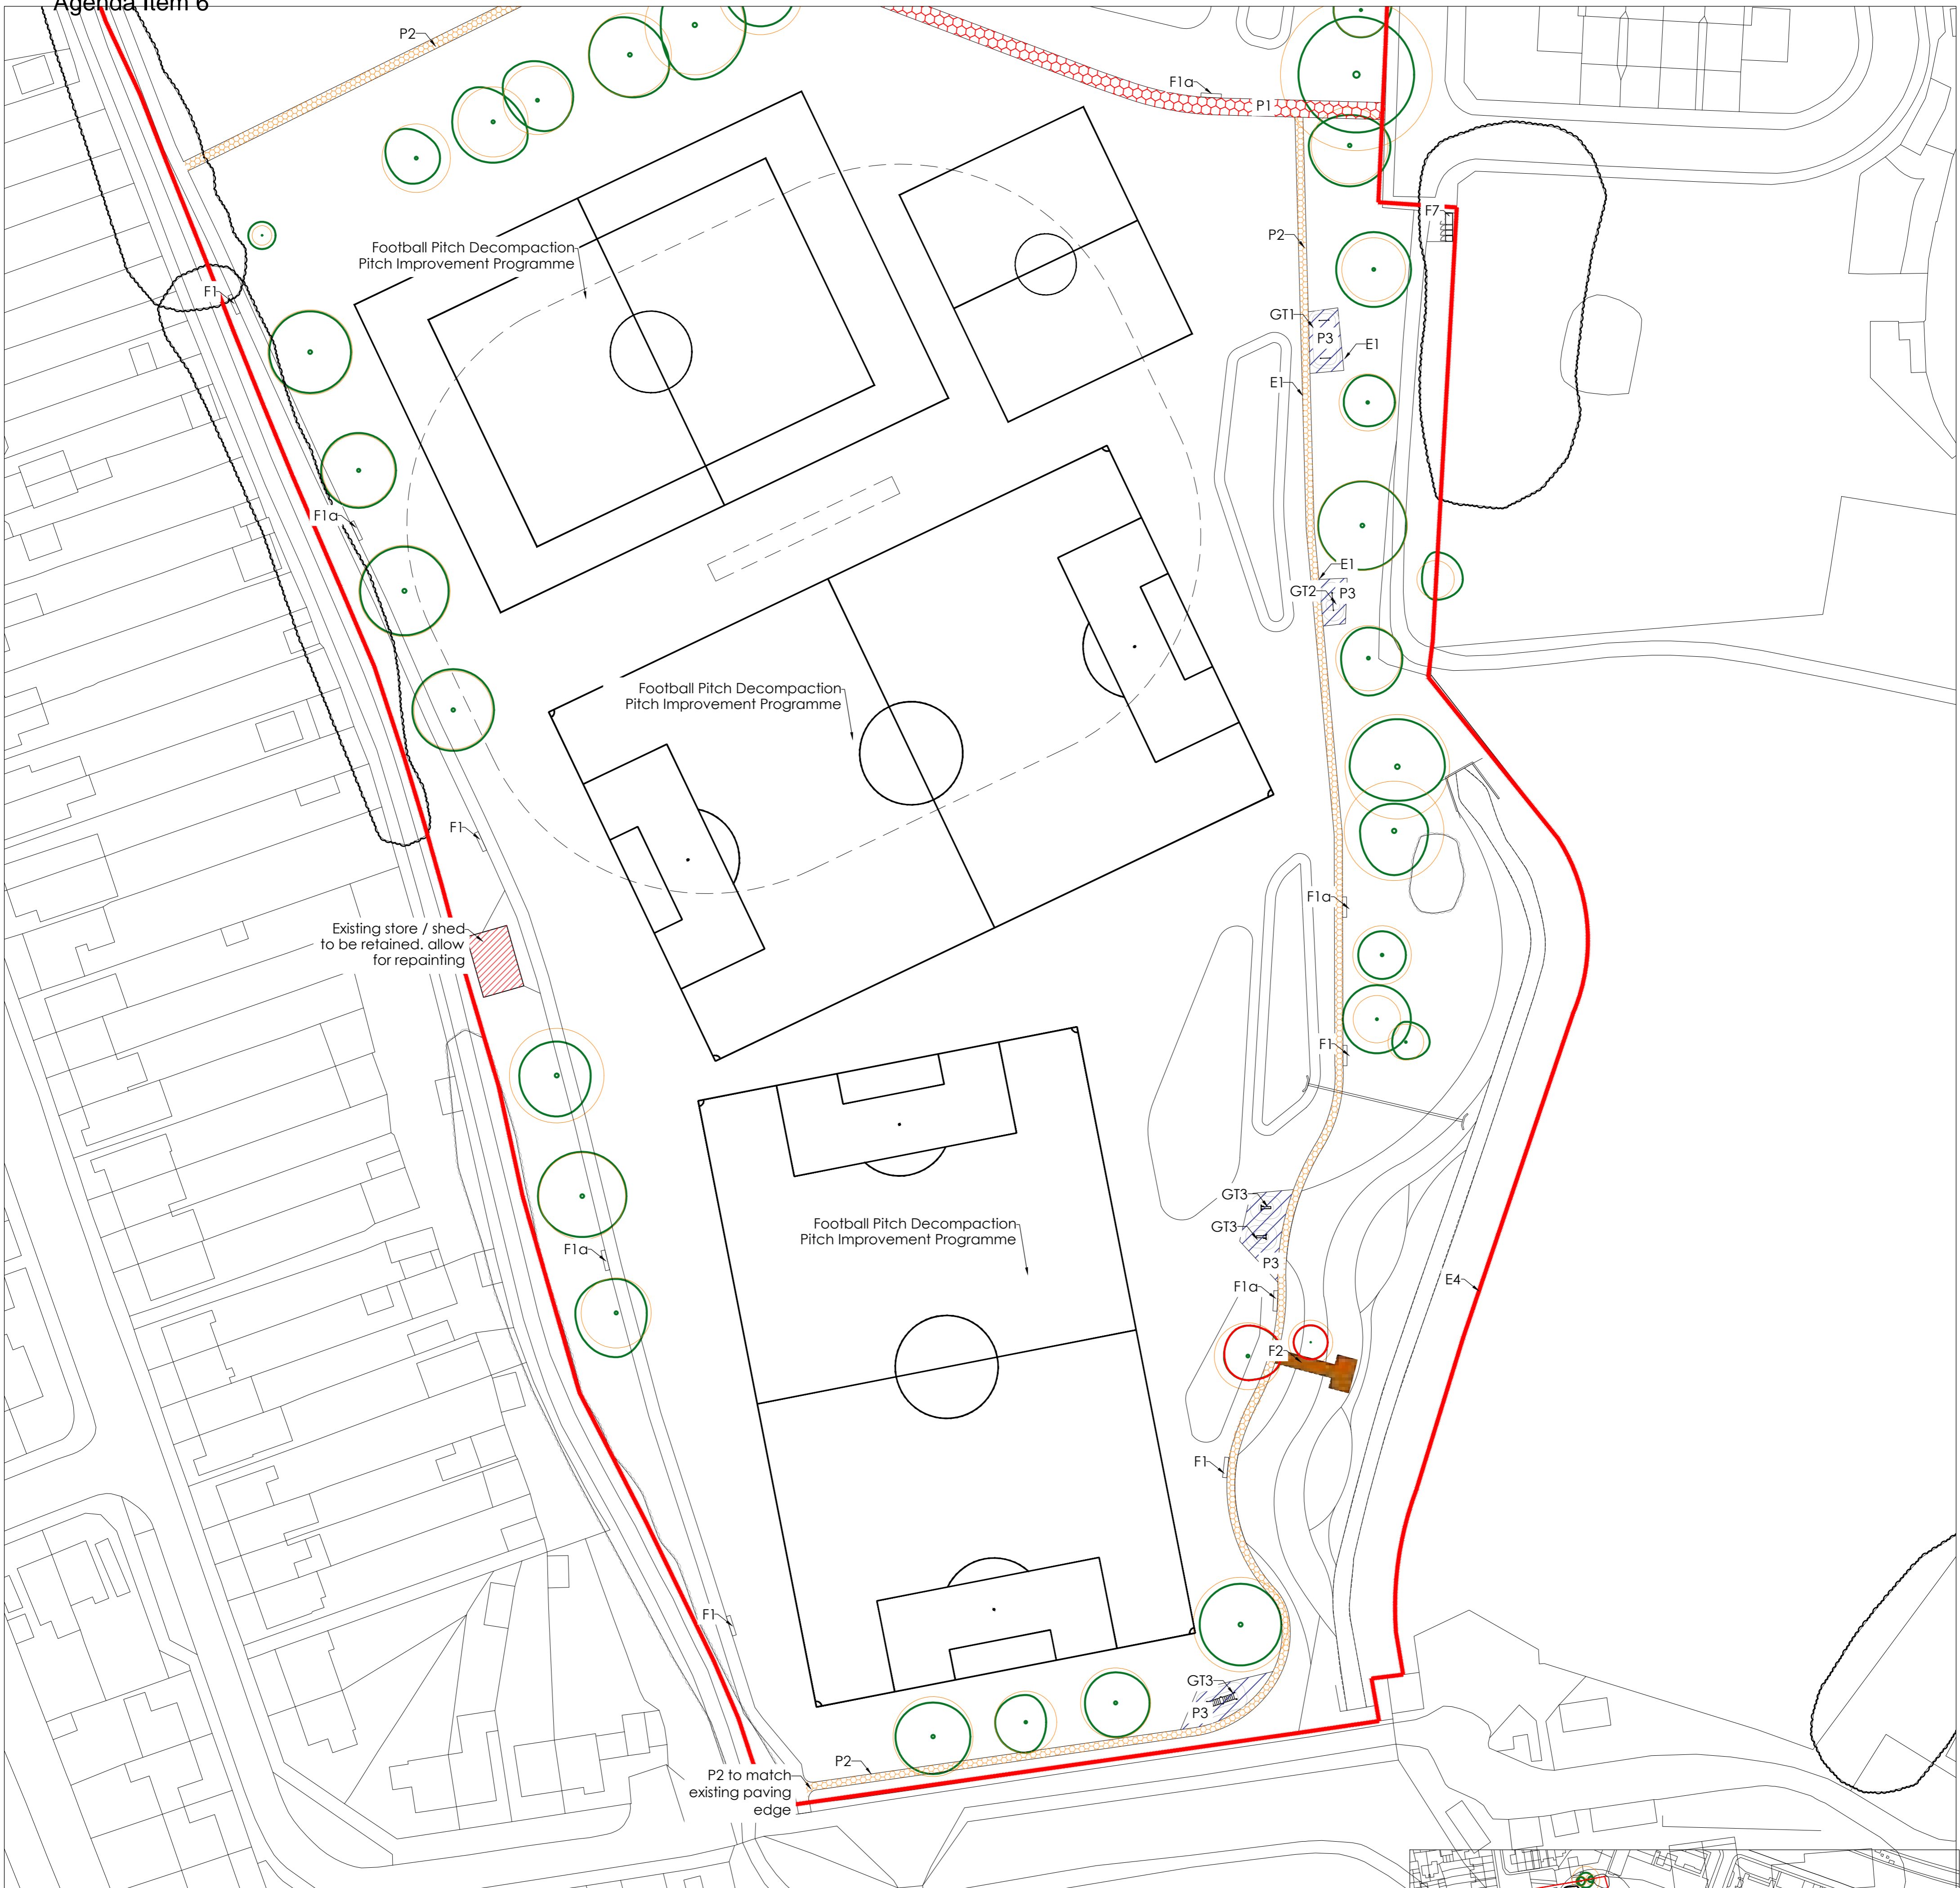 Agenda Item 6
P2
F1a
P1
F7
P2
Football Pitch Decompaction
Pitch Improvement Programme
F1
GT1
P3
E1
E1
F1a
E1
GT2
P3
Football Pitch Decompaction
Pitch Improvement Programme
F1
F1a
Existing store / shed
to be retained. allow
for repainting
F1
GT3
GT3
Football Pitch Decompaction
Pitch Improvement Programme
F1a
P3
E4
F1a
F2
F1
F1
GT3
P3
P2
P2 to match
existing paving
edge